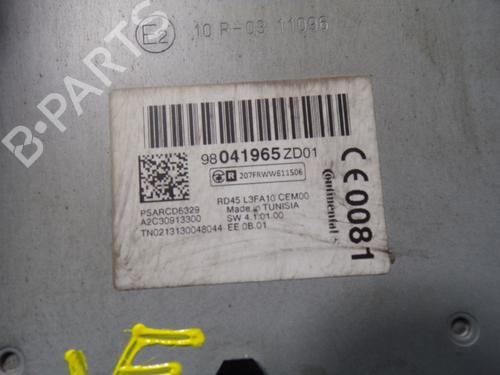 E2
10 R-03 11096
98041965ZD01
R 207FRWW611506
PSARCD6329
A2C30913300
TN0213130048044
RD45 L3FA10 CEM00
Made in TUNISIA
SW 4.1:01.00
EE 0B.01
CE 0081
Continental
B-PARTS